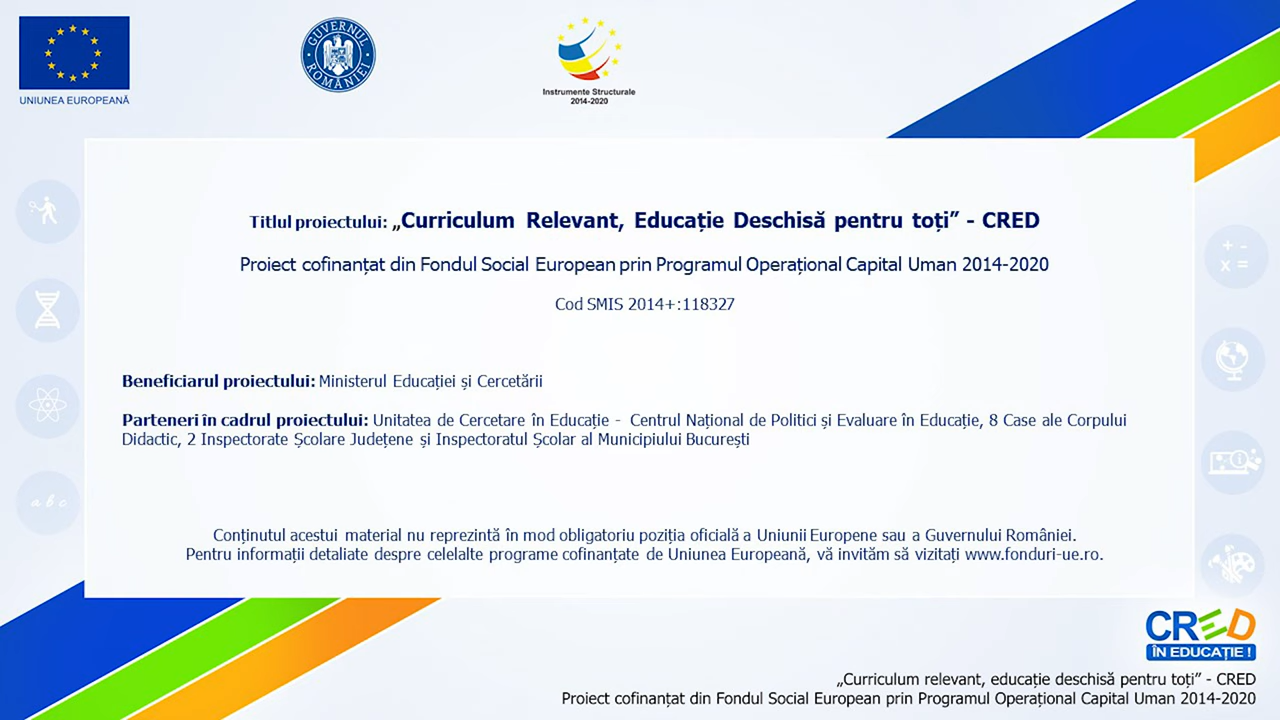 UNIUNEA EUROPEANĂ
GUVERNUL ROMÂNIEI
Instrumente Structurale
2014-2020
Titlul proiectului: „Curriculum Relevant, Educație Deschisă pentru toți” - CRED
Proiect cofinanțat din Fondul Social European prin Programul Operațional Capital Uman 2014-2020
Cod SMIS 2014+:118327
Beneficiarul proiectului: Ministerul Educației și Cercetării
Parteneri în cadrul proiectului: Unitatea de Cercetare în Educație - Centrul Național de Politici și Evaluare în Educație, 8 Case ale Corpului
Didactic, 2 Inspectorate Școlare Județene și Inspectoratul Școlar al Municipiului București
Conținutul acestui material nu reprezintă în mod obligatoriu poziția oficială a Uniunii Europene sau a Guvernului României.
Pentru informații detaliate despre celelalte programe cofinanțate de Uniunea Europeană, vă invităm să vizitați www.fonduri-ue.ro.
+ -
x =
a b c
CRED
ÎN EDUCAȚIE !
„Curriculum relevant, educație deschisă pentru toți” - CRED
Proiect cofinanțat din Fondul Social European prin Programul Operațional Capital Uman 2014-2020